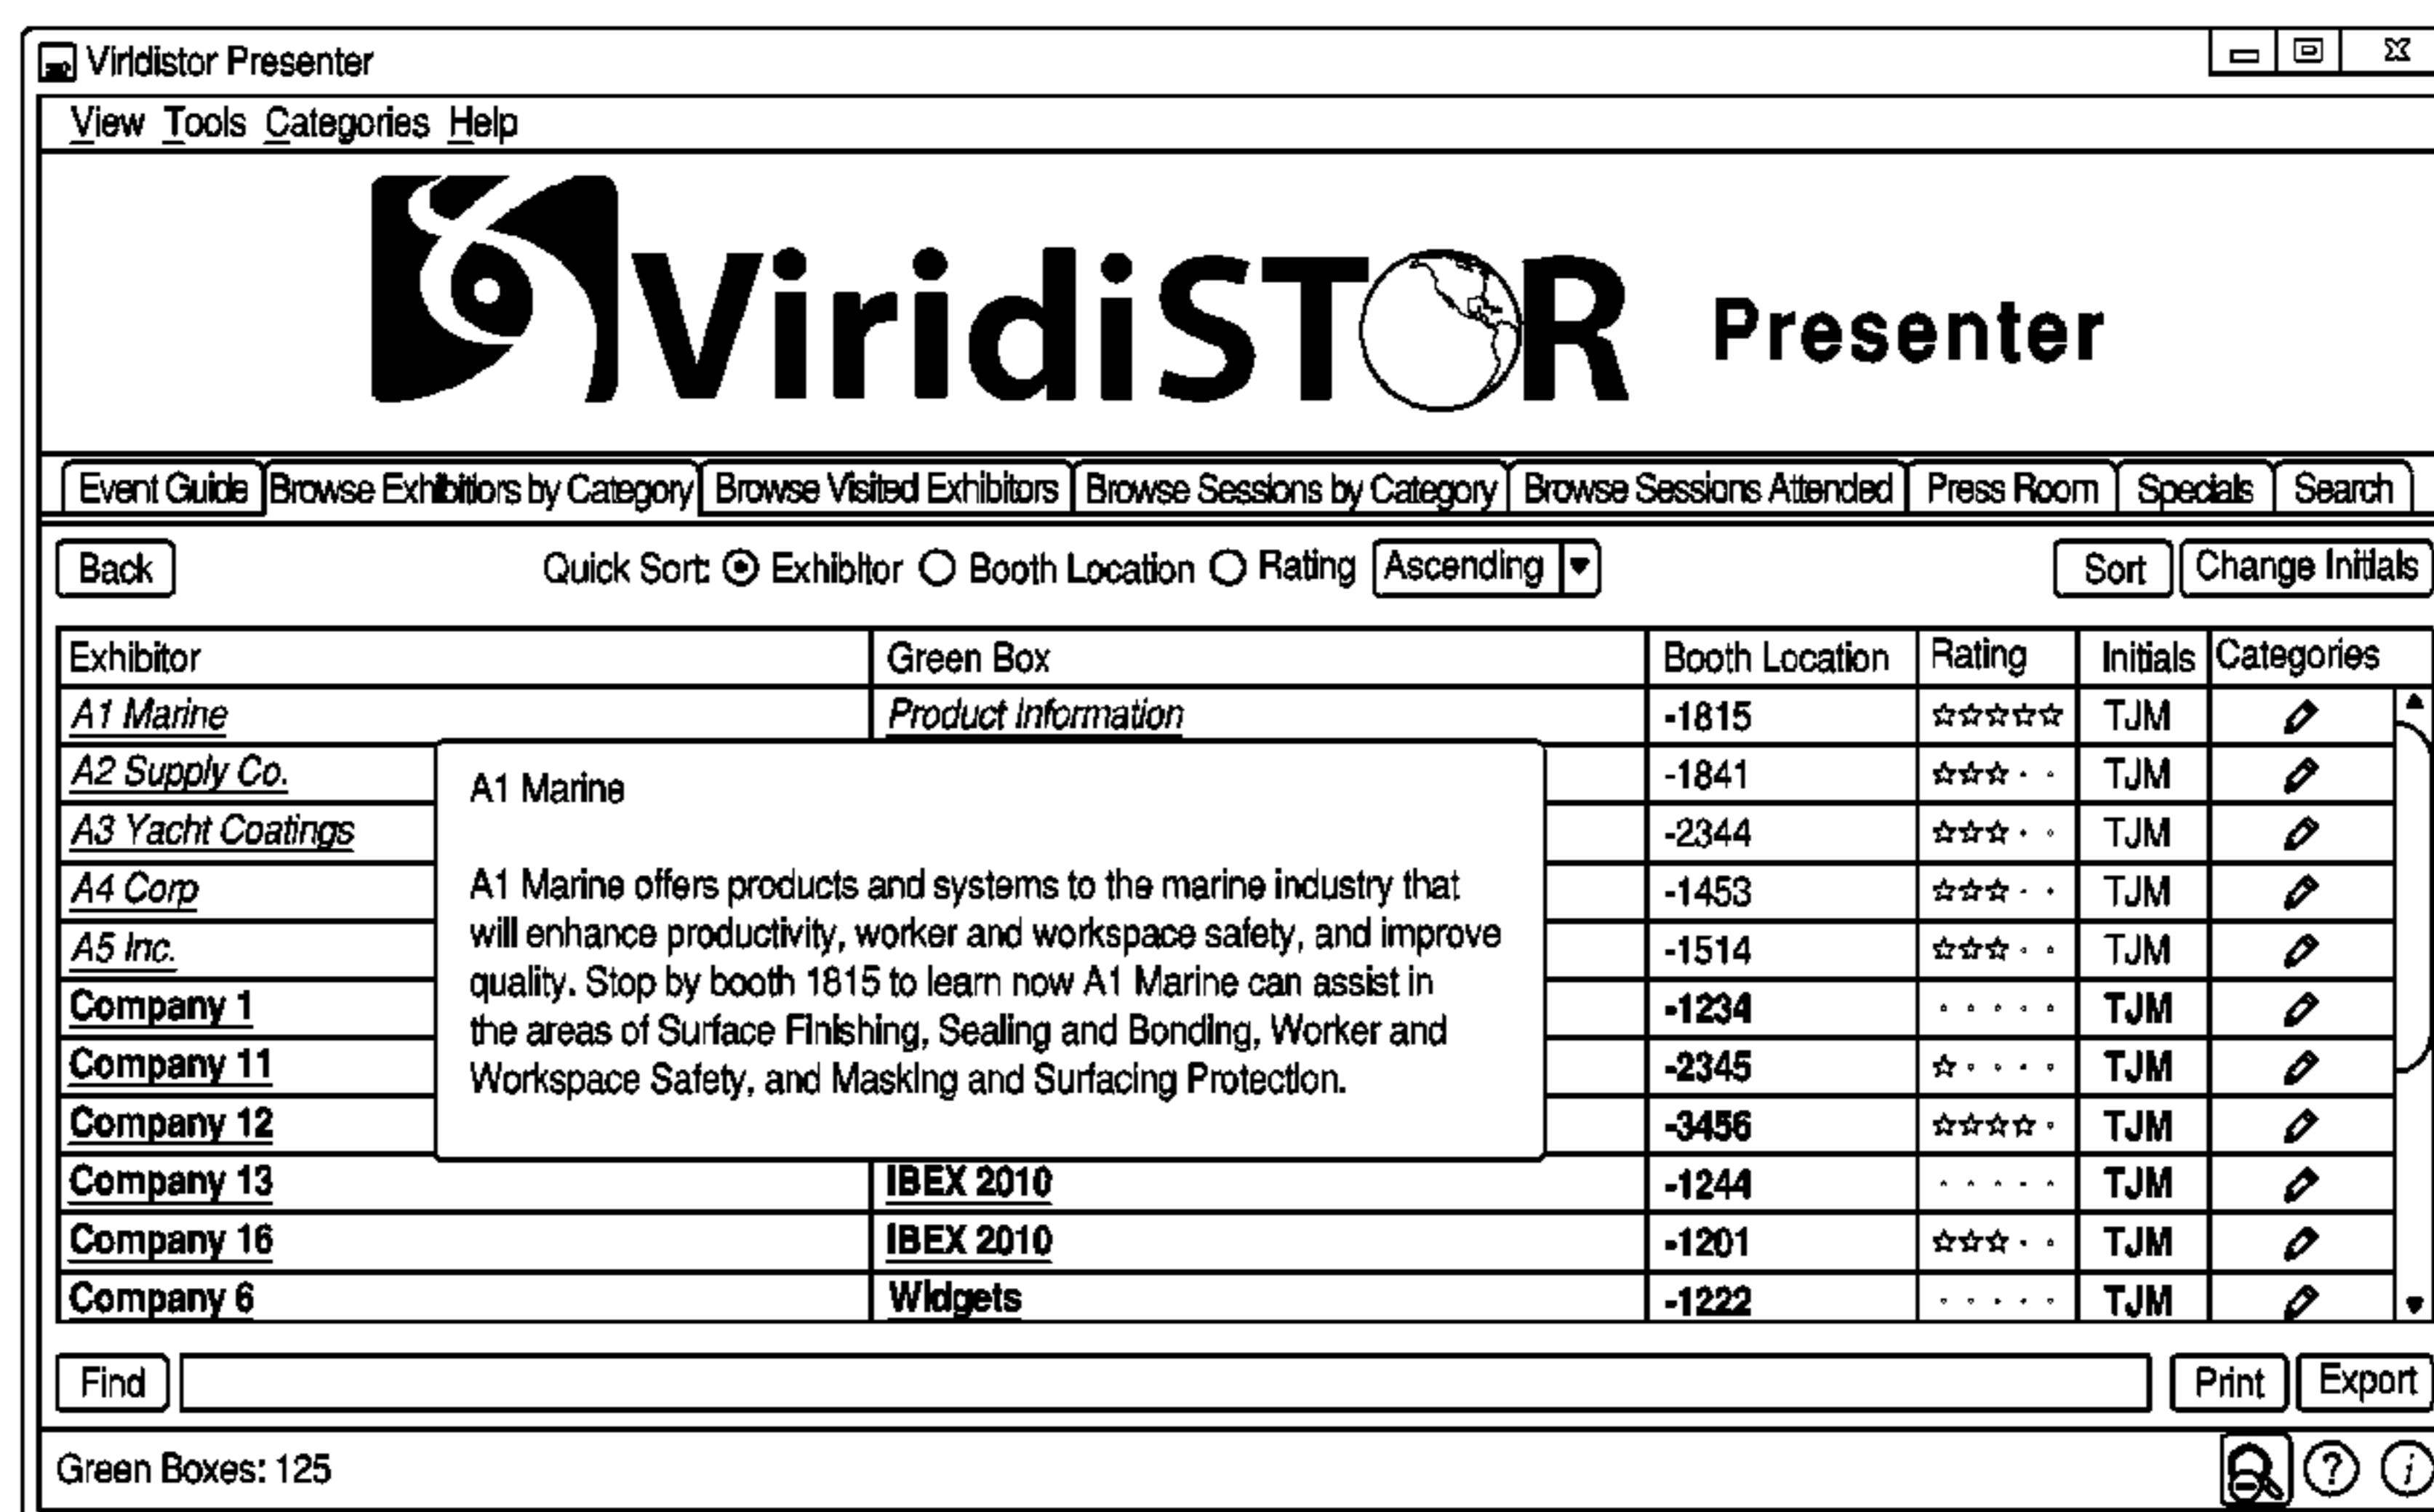 Viridistor Presenter
View Tools Categories Help
ViridiSTOR Presenter
Event Guide Browse Exhibitiors by Category Browse Visited Exhibitors Browse Sessions by Category Browse Sessions Attended Press Room Specials Search
Back Quick Sort: Exhibitor Booth Location Rating Ascending Sort Change Initials
Exhibitor Green Box Booth Location Rating Initials Categories
A1 Marine Product Information -1815 ☆☆☆☆☆ TJM
A2 Supply Co. -1841 ☆☆☆ TJM
A3 Yacht Coatings -2344 ☆☆☆ TJM
A4 Corp -1453 ☆☆☆ TJM
A5 Inc. -1514 ☆☆☆ TJM
Company 1 -1234 TJM
Company 11 -2345 ☆ TJM
Company 12 -3456 ☆☆☆☆ TJM
A1 Marine
A1 Marine offers products and systems to the marine industry that
will enhance productivity, worker and workspace safety, and improve
quality. Stop by booth 1815 to learn now A1 Marine can assist in
the areas of Surface Finishing, Sealing and Bonding, Worker and
Workspace Safety, and Masking and Surfacing Protection.
Company 13 IBEX 2010 -1244 TJM
Company 16 IBEX 2010 -1201 ☆☆☆ TJM
Company 6 Widgets -1222 TJM
Find Print Export
Green Boxes: 125 ? i